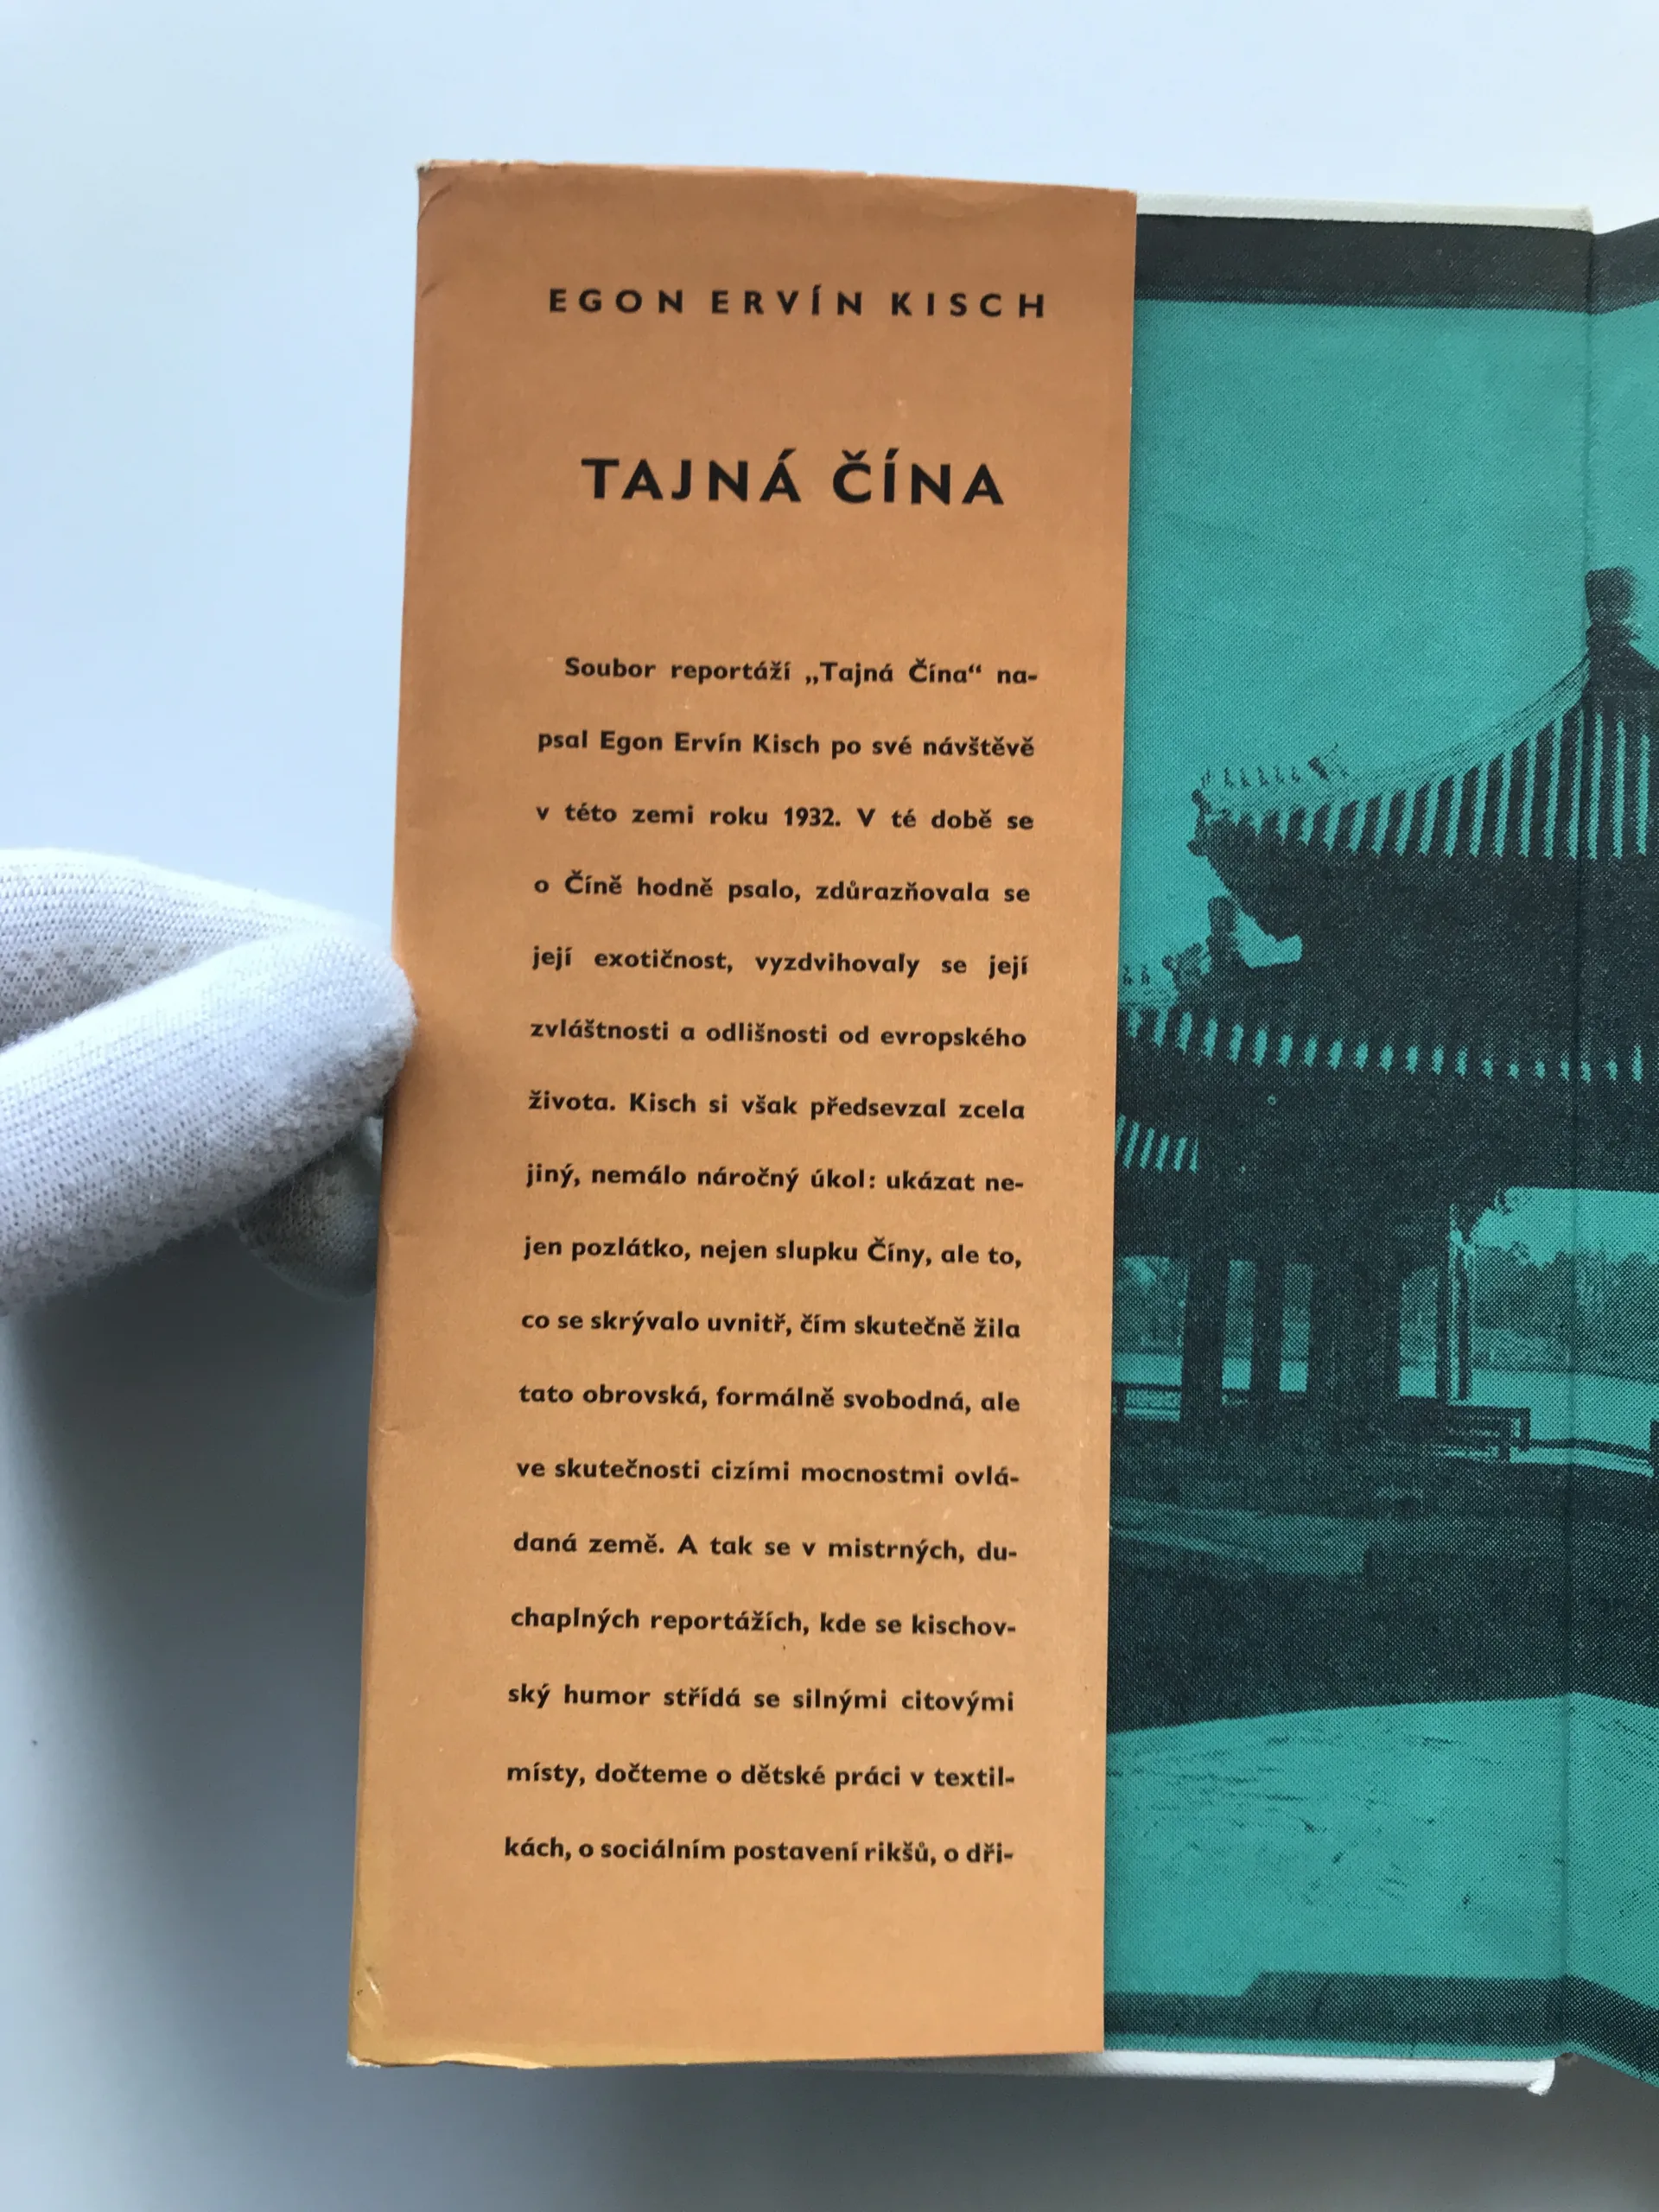 EGON ERVÍN KISCH
TAJNÁ ČÍNA
Soubor reportáží „Tajná Čína“ na-
psal Egon Ervín Kisch po své návštěvě
v této zemi roku 1932. V té době se
o Číně hodně psalo, zdůrazňovala se
její exotičnost, vyzdvihovaly se její
zvláštnosti a odlišnosti od evropského
života. Kisch si však předsevzal zcela
jiný, nemálo náročný úkol: ukázat ne-
jen pozlátko, nejen slupku Číny, ale to,
co se skrývalo uvnitř, čím skutečně žila
tato obrovská, formálně svobodná, ale
ve skutečnosti cizími mocnostmi ovlá-
daná země. A tak se v mistrných, du-
chaplných reportážích, kde se kischov-
ský humor střídá se silnými citovými
místy, dočteme o dětské práci v textil-
kách, o sociálním postavení rikšů, o dři-